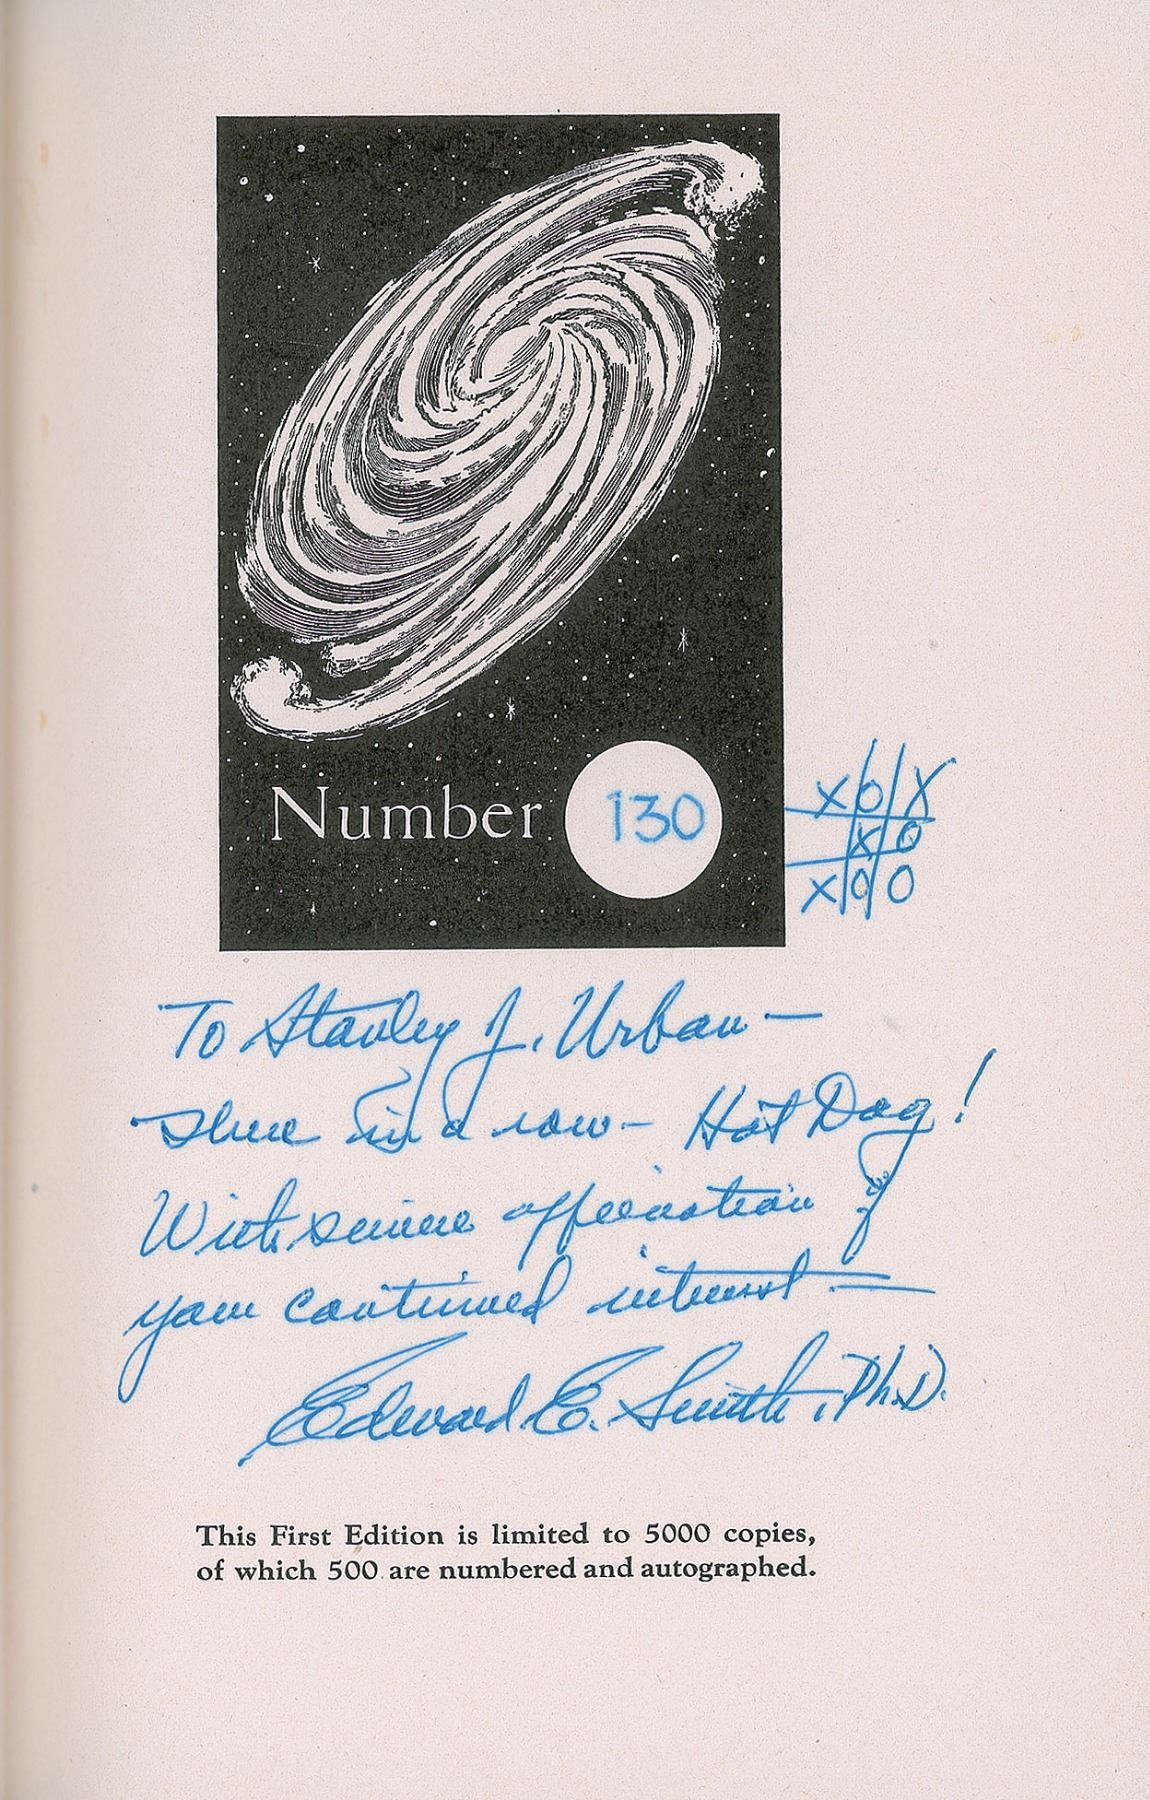 Number 130
X O X
X O
X O O
To Stanley J. Urban —
three in a row — Hot Dog!
With sincere appreciation of
your continued interest —
Edward E. Smith, Ph.D.
This First Edition is limited to 5000 copies,
of which 500 are numbered and autographed.